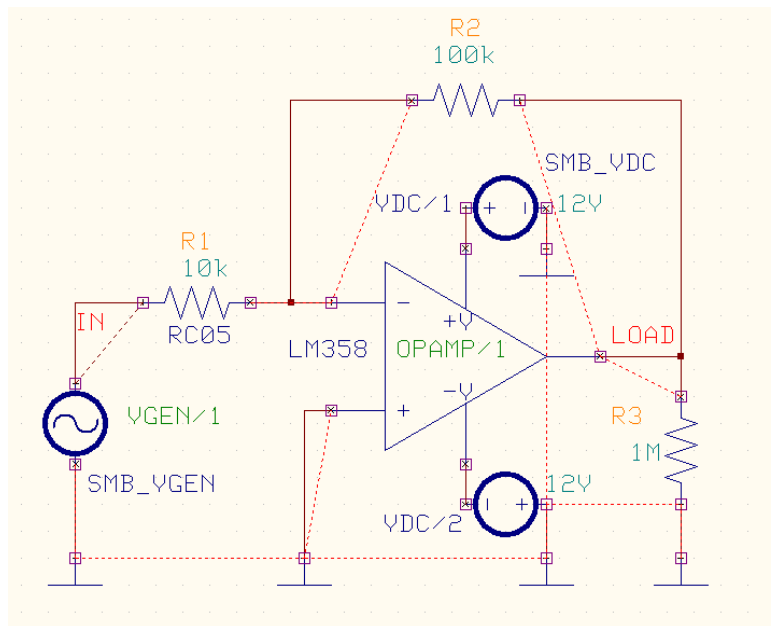 R2
100k
SMB_VDC
VDC/1
+
-
12V
R1
10k
IN
RC05
-
+V
LOAD
LM358
OPAMP/1
-V
+
VGEN/1
R3
1M
SMB_VGEN
12V
-
+
VDC/2